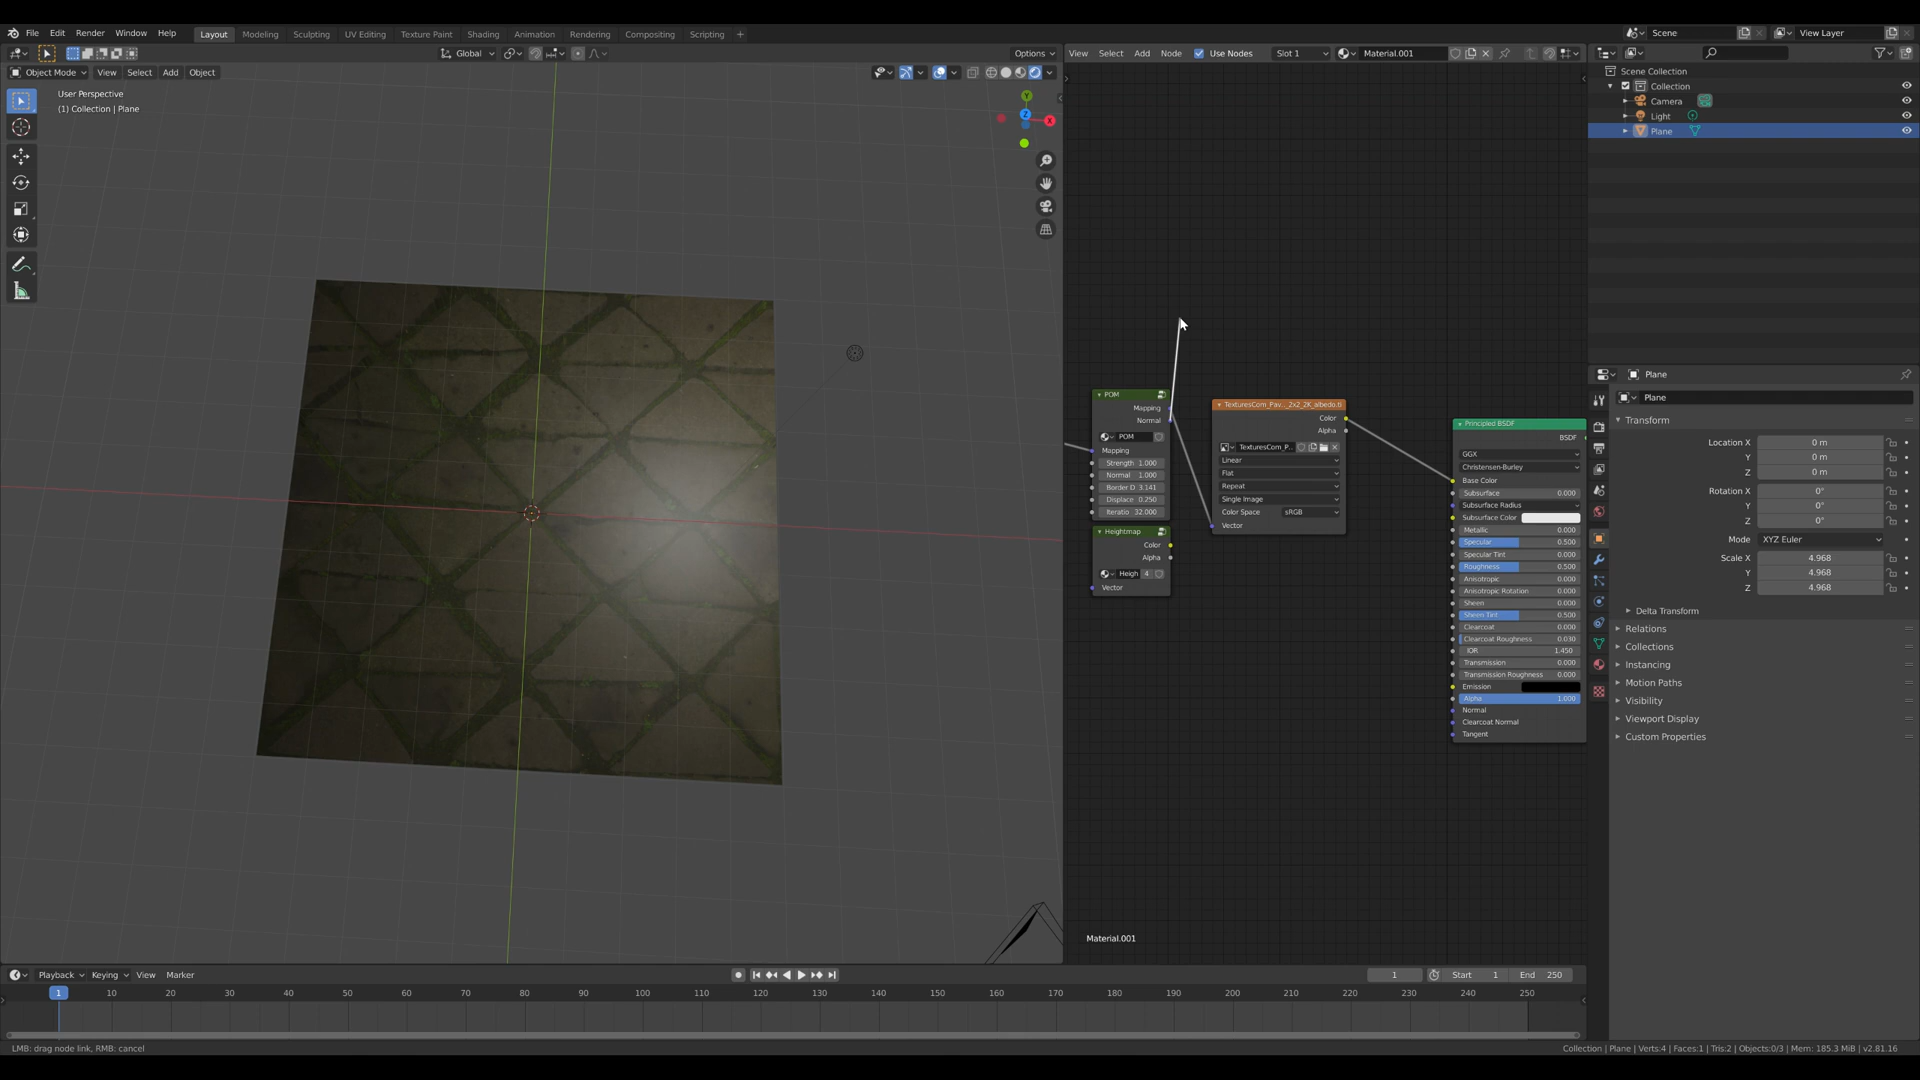 File Edit Render Window Help Layout Modeling Sculpting UV Editing Texture Paint Shading Animation Rendering Compositing Scripting + Scene View Layer
Global Options
View Select Add Node Use Nodes Slot 1 Material.001
Object Mode View Select Add Object
User Perspective
(1) Collection | Plane
Y
Z
X
Scene Collection
Collection
Camera
Light
Plane
POM
Mapping
Normal
POM
Mapping
Strength 1.000
Normal 1.000
Border D 3.141
Displace 0.250
Iteratio 32.000
Heightmap
Color
Alpha
Heigh 4
Vector
TexturesCom_Pav..._2x2_2K_albedo.ti
Color
Alpha
TexturesCom_P...
Linear
Flat
Repeat
Single Image
Color Space sRGB
Vector
Principled BSDF
BSDF
GGX
Christensen-Burley
Base Color
Subsurface 0.000
Subsurface Radius
Subsurface Color
Metallic 0.000
Specular 0.500
Specular Tint 0.000
Roughness 0.500
Anisotropic 0.000
Anisotropic Rotation 0.000
Sheen 0.000
Sheen Tint 0.500
Clearcoat 0.000
Clearcoat Roughness 0.030
IOR 1.450
Transmission 0.000
Transmission Roughness 0.000
Emission
Alpha 1.000
Normal
Clearcoat Normal
Tangent
Material.001
Plane
Plane
Transform
Location X 0 m
Y 0 m
Z 0 m
Rotation X 0°
Y 0°
Z 0°
Mode XYZ Euler
Scale X 4.968
Y 4.968
Z 4.968
Delta Transform
Relations
Collections
Instancing
Motion Paths
Visibility
Viewport Display
Custom Properties
Playback Keying View Marker 1 Start 1 End 250
1 10 20 30 40 50 60 70 80 90 100 110 120 130 140 150 160 170 180 190 200 210 220 230 240 250
LMB: drag node link, RMB: cancel
Collection | Plane | Verts:4 | Faces:1 | Tris:2 | Objects:0/3 | Mem: 185.3 MiB | v2.81.16